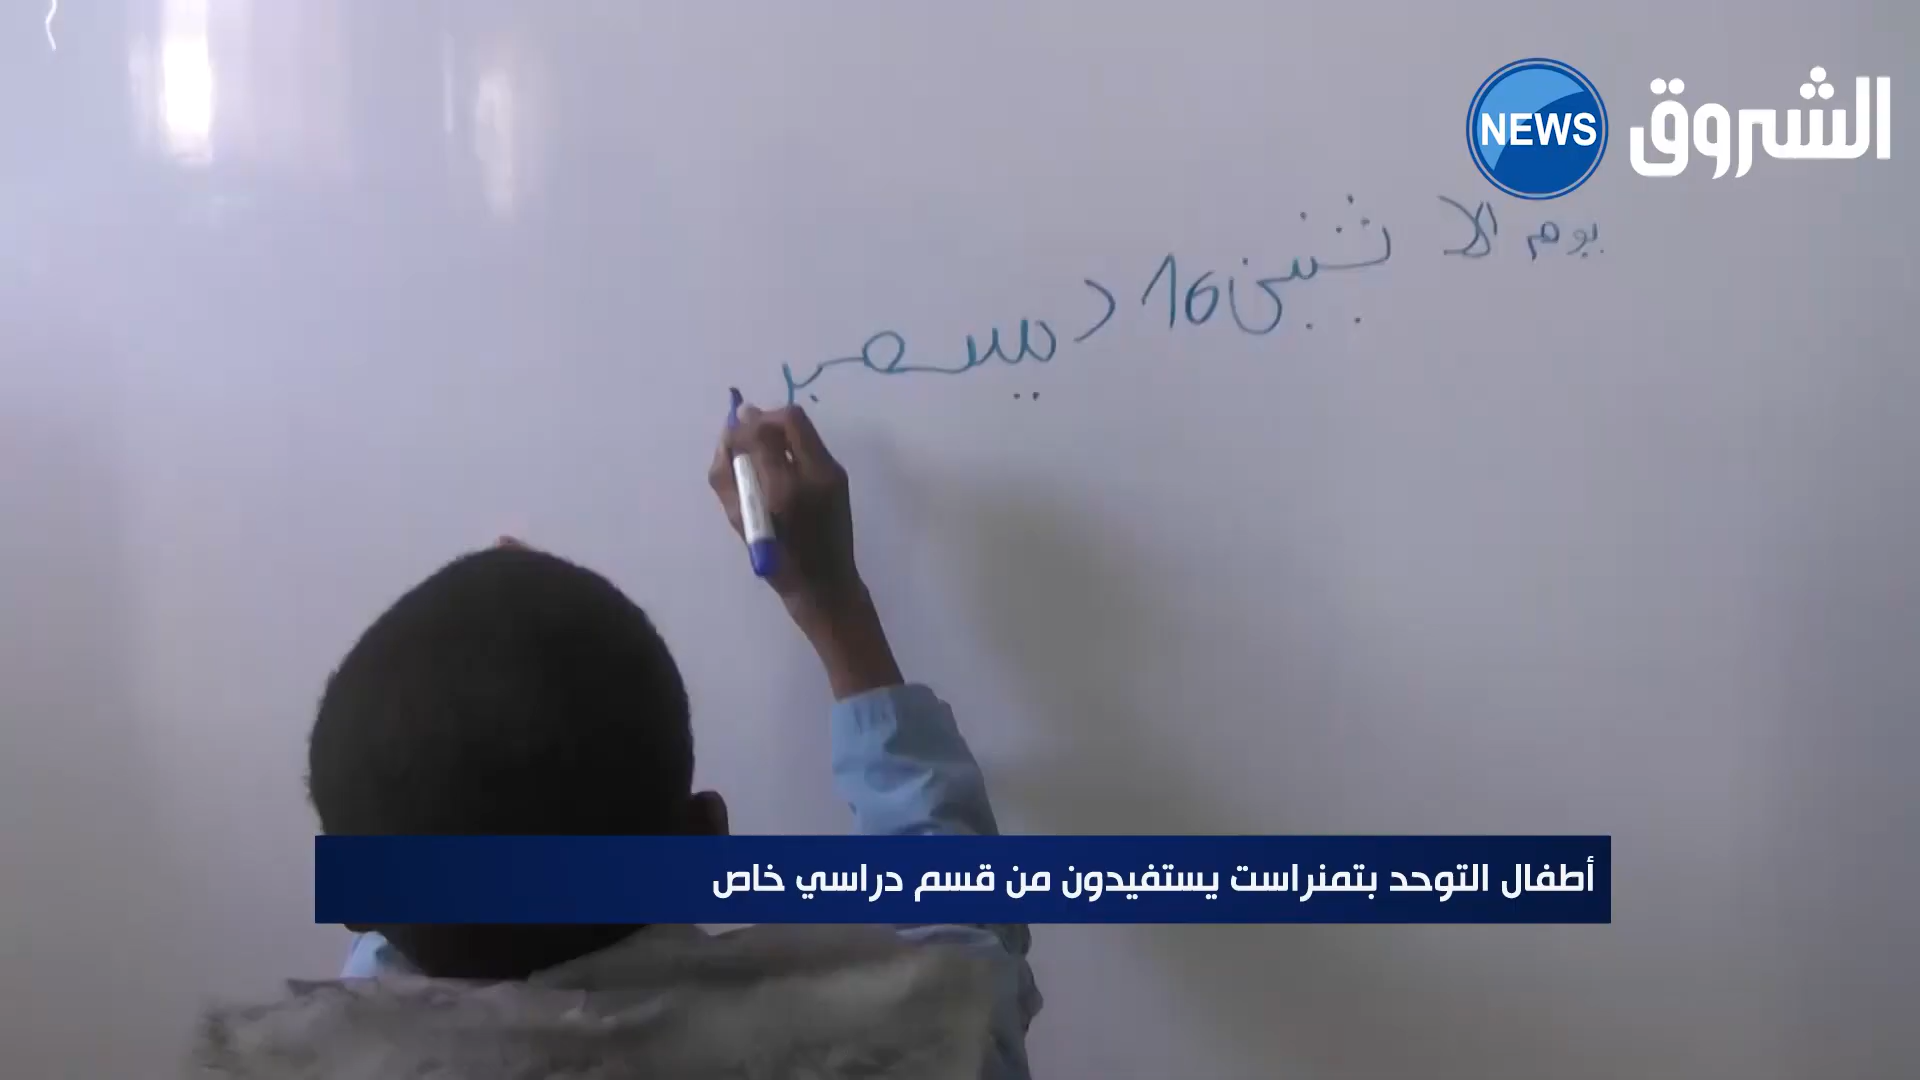 NEWS الشروق
يوم الاثنين 16 ديسمبر
أطفال التوحد بتمنراست يستفيدون من قسم دراسي خاص